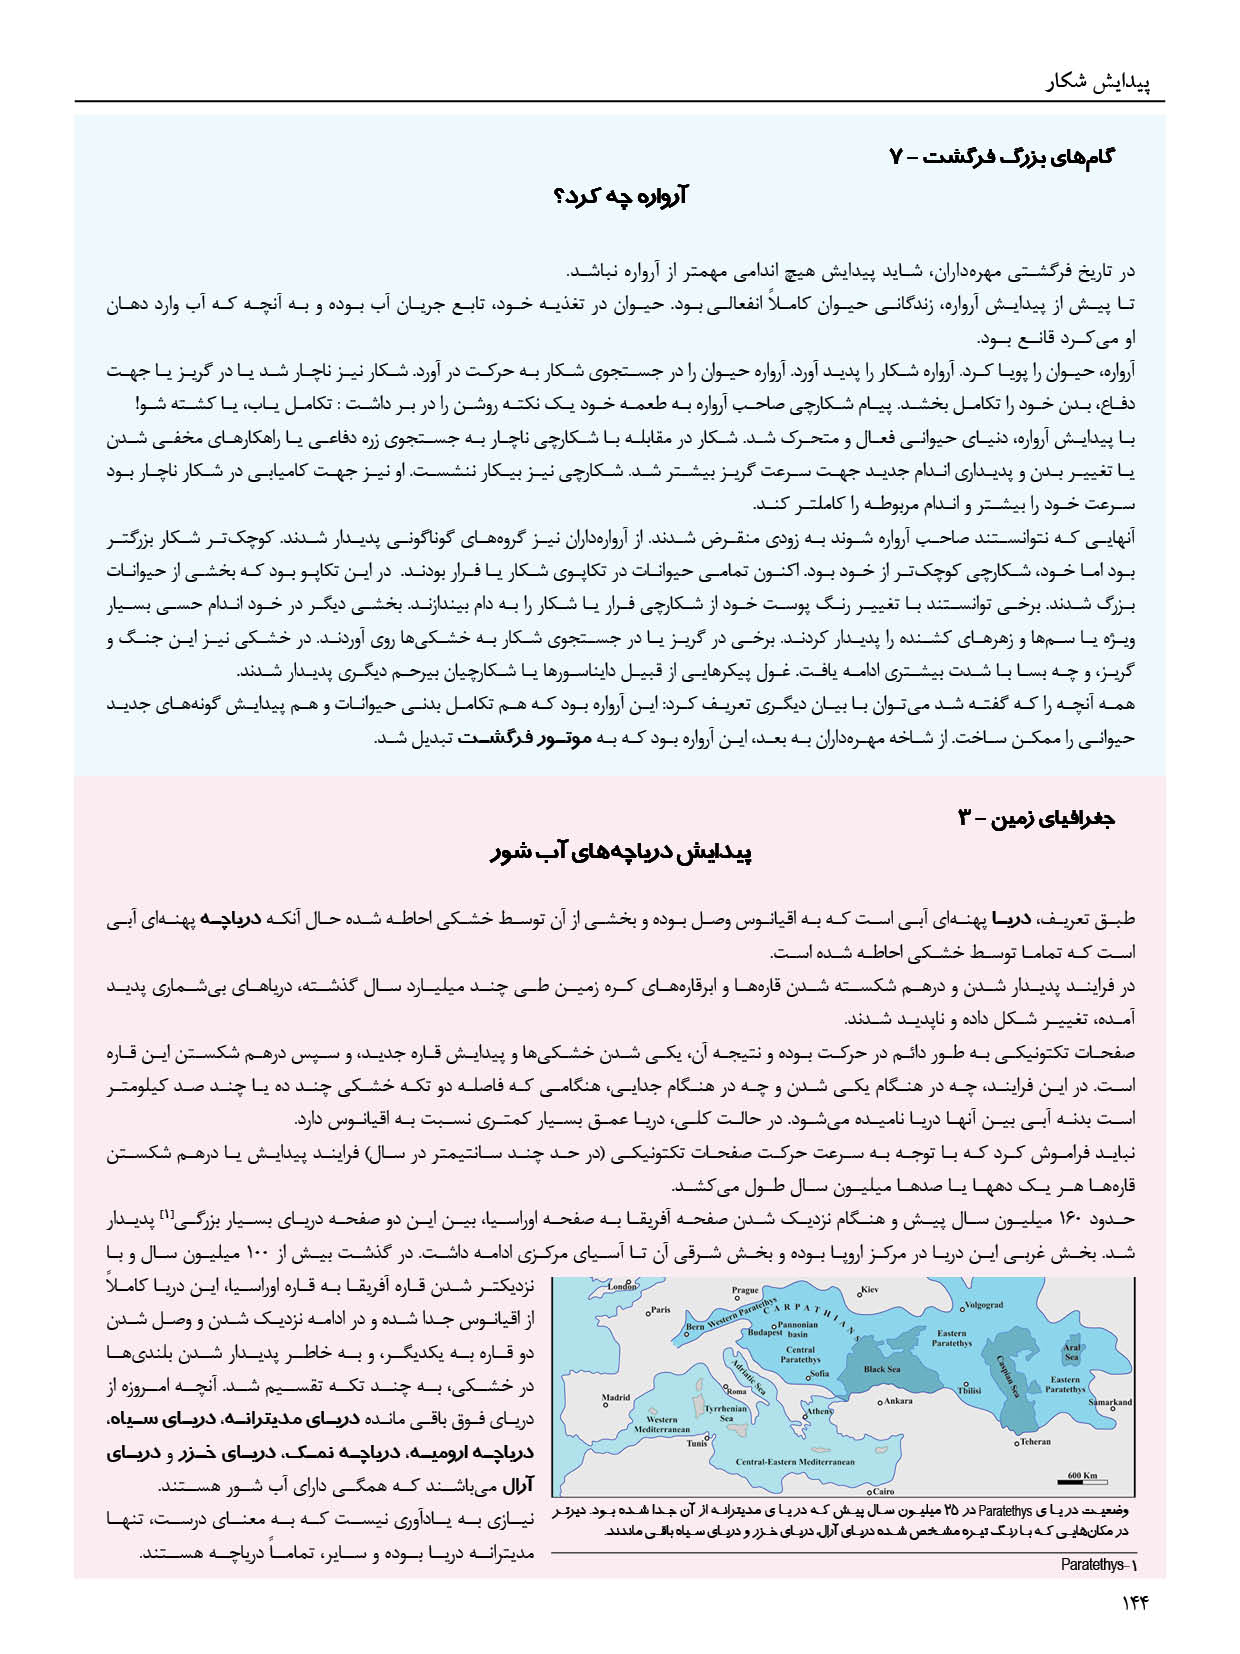 پیدایش شکار
گام‌های بزرگ فرگشت - ۷
آرواره چه کرد؟
در تاریخ فرگشتی مهره‌داران، شاید پیدایش هیچ اندامی مهمتر از آرواره نباشد.
تا پیش از پیدایش آرواره، زندگانی حیوان کاملاً انفعالی بود. حیوان در تغذیه خود، تابع جریان آب بوده و به آنچه که آب وارد دهان
او می‌کرد قانع بود.
آرواره، حیوان را پویا کرد. آرواره شکار را پدید آورد. آرواره حیوان را در جستجوی شکار به حرکت در آورد. شکار نیز ناچار شد یا در گریز یا جهت
دفاع، بدن خود را تکامل بخشد. پیام شکارچی صاحب آرواره به طعمه خود یک نکته روشن را در بر داشت : تکامل یاب، یا کشته شو!
با پیدایش آرواره، دنیای حیوانی فعال و متحرک شد. شکار در مقابله با شکارچی ناچار به جستجوی زره دفاعی یا راهکارهای مخفی شدن
یا تغییر بدن و پدیداری اندام جدید جهت سرعت گریز بیشتر شد. شکارچی نیز بیکار ننشست. او نیز جهت کامیابی در شکار ناچار بود
سرعت خود را بیشتر و اندام مربوطه را کاملتر کند.
آنهایی که نتوانستند صاحب آرواره شوند به زودی منقرض شدند. از آرواره‌داران نیز گروه‌های گوناگونی پدیدار شدند. کوچک‌تر شکار بزرگتر
بود اما خود، شکارچی کوچک‌تر از خود بود. اکنون تمامی حیوانات در تکاپوی شکار یا فرار بودند. در این تکاپو بود که بخشی از حیوانات
بزرگ شدند. برخی توانستند با تغییر رنگ پوست خود از شکارچی فرار یا شکار را به دام بیندازند. بخشی دیگر در خود اندام حسی بسیار
ویژه یا سم‌ها و زهرهای کشنده را پدیدار کردند. برخی در گریز یا در جستجوی شکار به خشکی‌ها روی آوردند. در خشکی نیز این جنگ و
گریز، و چه بسا با شدت بیشتری ادامه یافت. غول پیکرهایی از قبیل دایناسورها یا شکارچیان بیرحم دیگری پدیدار شدند.
همه آنچه را که گفته شد می‌توان با بیان دیگری تعریف کرد: این آرواره بود که هم تکامل بدنی حیوانات و هم پیدایش گونه‌های جدید
حیوانی را ممکن ساخت. از شاخه مهره‌داران به بعد، این آرواره بود که به موتور فرگشت تبدیل شد.
جغرافیای زمین - ۳
پیدایش دریاچه‌های آب شور
طبق تعریف، دریا پهنه‌ای آبی است که به اقیانوس وصل بوده و بخشی از آن توسط خشکی احاطه شده حال آنکه دریاچه پهنه‌ای آبی
است که تماما توسط خشکی احاطه شده است.
در فرایند پدیدار شدن و درهم شکسته شدن قاره‌ها و ابرقاره‌های کره زمین طی چند میلیارد سال گذشته، دریاهای بی‌شماری پدید
آمده، تغییر شکل داده و ناپدید شدند.
صفحات تکتونیکی به طور دائم در حرکت بوده و نتیجه آن، یکی شدن خشکی‌ها و پیدایش قاره جدید، و سپس درهم شکستن این قاره
است. در این فرایند، چه در هنگام یکی شدن و چه در هنگام جدایی، هنگامی که فاصله دو تکه خشکی چند ده یا چند صد کیلومتر
است بدنه آبی بین آنها دریا نامیده می‌شود. در حالت کلی، دریا عمق بسیار کمتری نسبت به اقیانوس دارد.
نباید فراموش کرد که با توجه به سرعت حرکت صفحات تکتونیکی (در حد چند سانتیمتر در سال) فرایند پیدایش یا درهم شکستن
قاره‌ها هر یک دهها یا صدها میلیون سال طول می‌کشد.
حدود ۱۶۰ میلیون سال پیش و هنگام نزدیک شدن صفحه آفریقا به صفحه اوراسیا، بین این دو صفحه دریای بسیار بزرگی[۱] پدیدار
شد. بخش غربی این دریا در مرکز اروپا بوده و بخش شرقی آن تا آسیای مرکزی ادامه داشت. در گذشت بیش از ۱۰۰ میلیون سال و با
نزدیکتر شدن قاره آفریقا به قاره اوراسیا، این دریا کاملاً
از اقیانوس جدا شده و در ادامه نزدیک شدن و وصل شدن
دو قاره به یکدیگر، و به خاطر پدیدار شدن بلندی‌ها
در خشکی، به چند تکه تقسیم شد. آنچه امروزه از
دریای فوق باقی مانده دریای مدیترانه، دریای سیاه،
دریاچه ارومیه، دریاچه نمک، دریای خزر و دریای
آرال می‌باشند که همگی دارای آب شور هستند.
نیازی به یادآوری نیست که به معنای درست، تنها
مدیترانه دریا بوده و سایر، تماماً دریاچه هستند.
London
Paris
Prague
Kiev
Volgograd
Bern
Western Paratethys
CARPATHIANS
Budapest
Pannonian
basin
Central
Paratethys
Eastern
Paratethys
Aral
Sea
Black Sea
Caspian Sea
Eastern
Paratethys
Sofia
Adriatic Sea
Roma
Madrid
Tyrrhenian
Sea
Western
Mediterranean
Athens
Ankara
Tbilisi
Samarkand
Tunis
Teheran
Central-Eastern Mediterranean
600 Km
Cairo
وضعیت دریای Paratethys در ۲۵ میلیون سال پیش که دریای مدیترانه از آن جدا شده بود. دیرتر
در مکان‌هایی که با رنگ تیره مشخص شده دریای آرال، دریای خزر و دریای سیاه باقی ماندند.
۱-Paratethys
۱۴۴